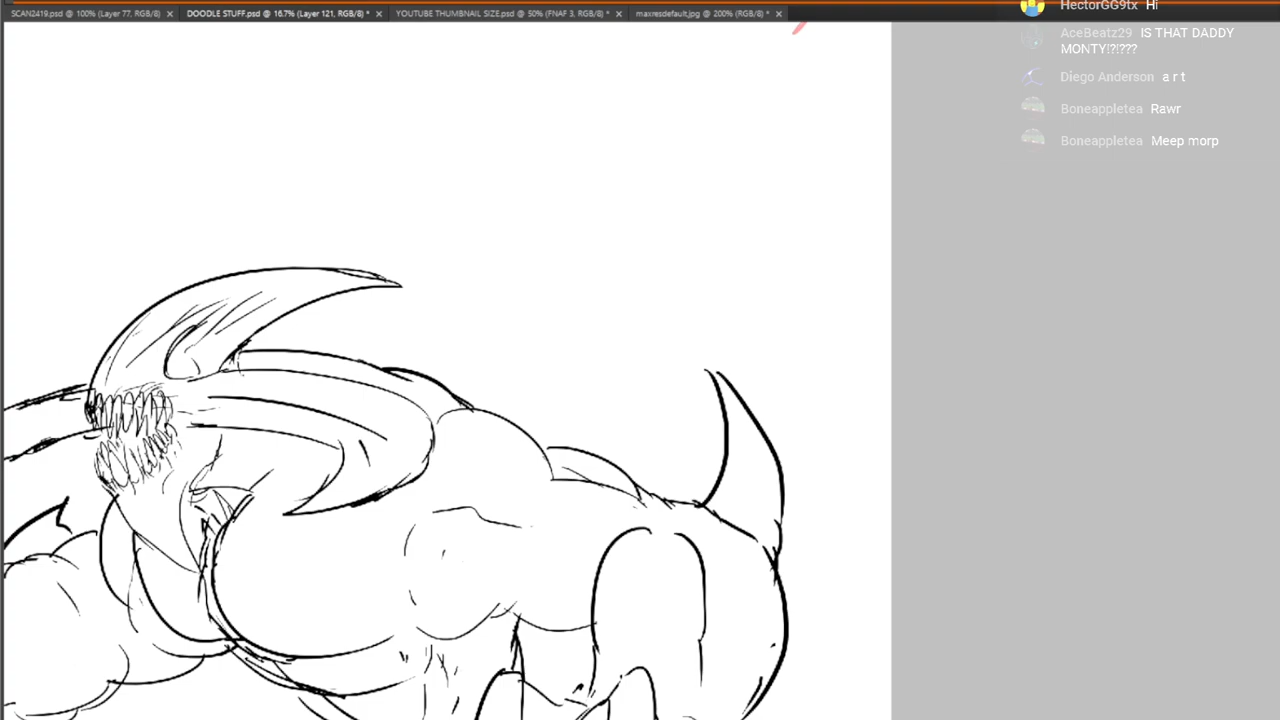 SCAN2419.psd @ 100% (Layer 77, RGB/8) × DOODLE STUFF.psd @ 16.7% (Layer 121, RGB/8) * × YOUTUBE THUMBNAIL SIZE.psd @ 50% (FNAF 3, RGB/8) * × maxresdefault.jpg @ 200% (RGB/8) * ×
HectorGG9tx Hi
AceBeatz29 IS THAT DADDY
MONTY!?!???
Diego Anderson a r t
Boneappletea Rawr
Boneappletea Meep morp